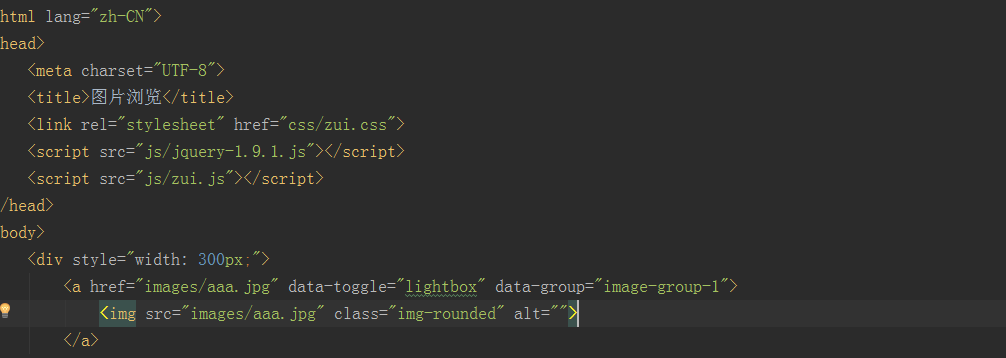 html lang="zh-CN">
head>
<meta charset="UTF-8">
<title>图片浏览</title>
<link rel="stylesheet" href="css/zui.css">
<script src="js/jquery-1.9.1.js"></script>
<script src="js/zui.js"></script>
/head>
body>
<div style="width: 300px;">
<a href="images/aaa.jpg" data-toggle="lightbox" data-group="image-group-1">
<img src="images/aaa.jpg" class="img-rounded" alt="">
</a>